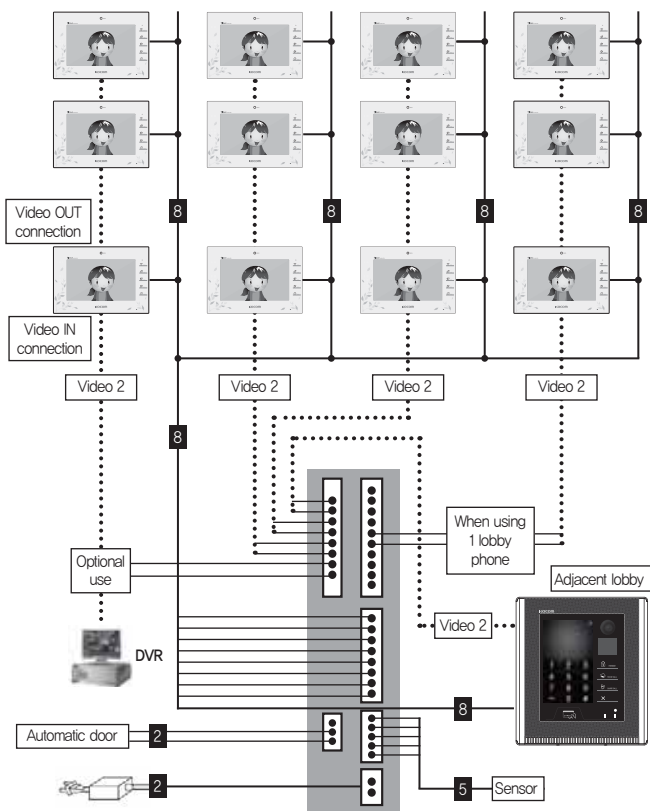 8
8
8
8
Video OUT
connection
Video IN
connection
Video 2
Video 2
Video 2
Video 2
8
Optional
use
When using
1 lobby
phone
Adjacent lobby
Video 2
DVR
8
Automatic door
2
2
5
Sensor